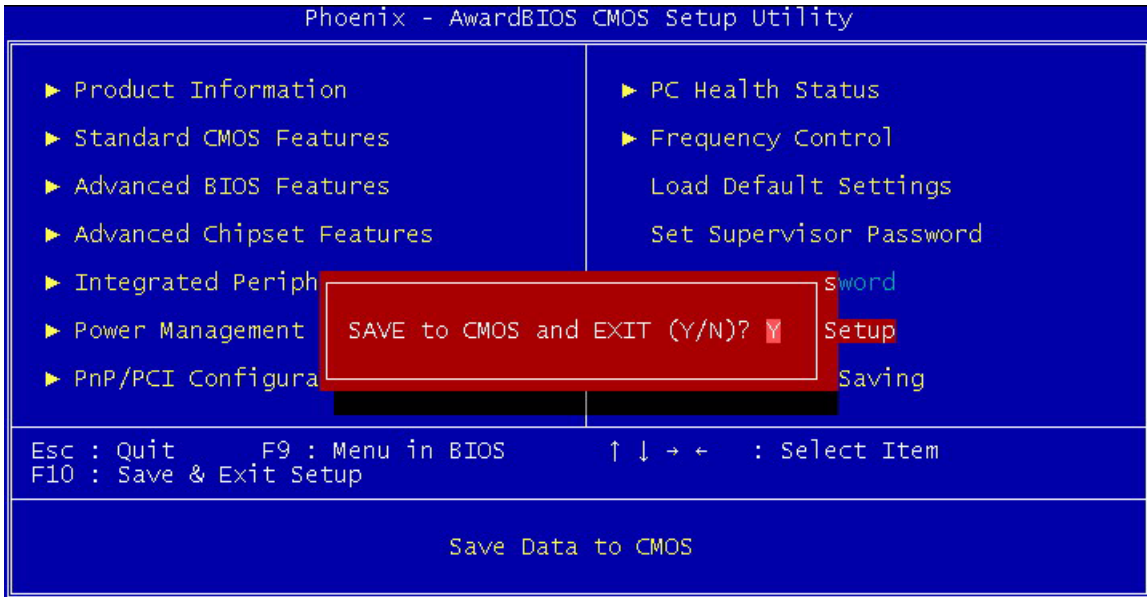 Phoenix - AwardBIOS CMOS Setup Utility
► Product Information
► Standard CMOS Features
► Advanced BIOS Features
► Advanced Chipset Features
► Integrated Periph
► Power Management
► PnP/PCI Configura
► PC Health Status
► Frequency Control
Load Default Settings
Set Supervisor Password
sword
Setup
Saving
SAVE to CMOS and EXIT (Y/N)? Y
Esc : Quit F9 : Menu in BIOS ↑ ↓ → ← : Select Item
F10 : Save & Exit Setup
Save Data to CMOS